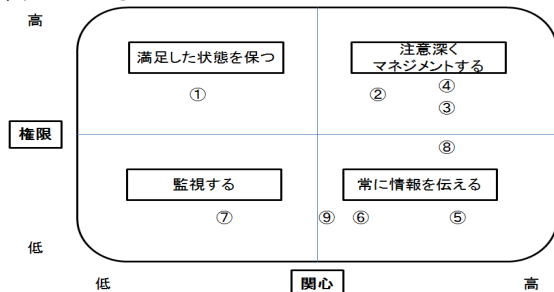 高
満足した状態を保つ
注意深く
マネジメントする
①
②
④
③
権限
⑧
監視する
常に情報を伝える
⑦
⑨
⑥
⑤
低
低
関心
高